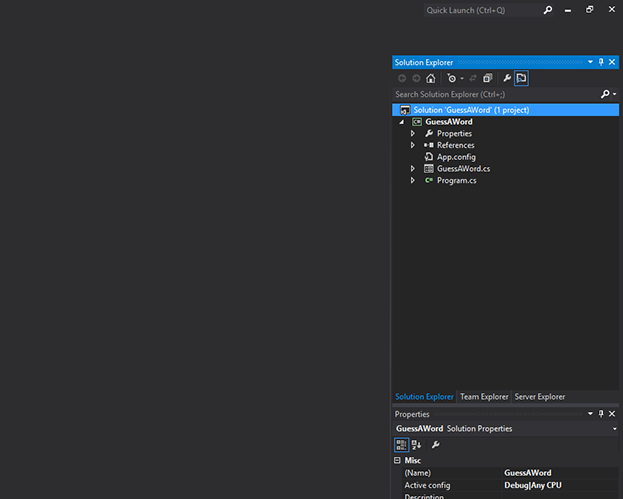 Quick Launch (Ctrl+Q)
Solution Explorer
Search Solution Explorer (Ctrl+;)
Solution 'GuessAWord' (1 project)
C# GuessAWord
Properties
References
App.config
GuessAWord.cs
C# Program.cs
Solution Explorer Team Explorer Server Explorer
Properties
GuessAWord Solution Properties
Misc
(Name) GuessAWord
Active config Debug|Any CPU
Description